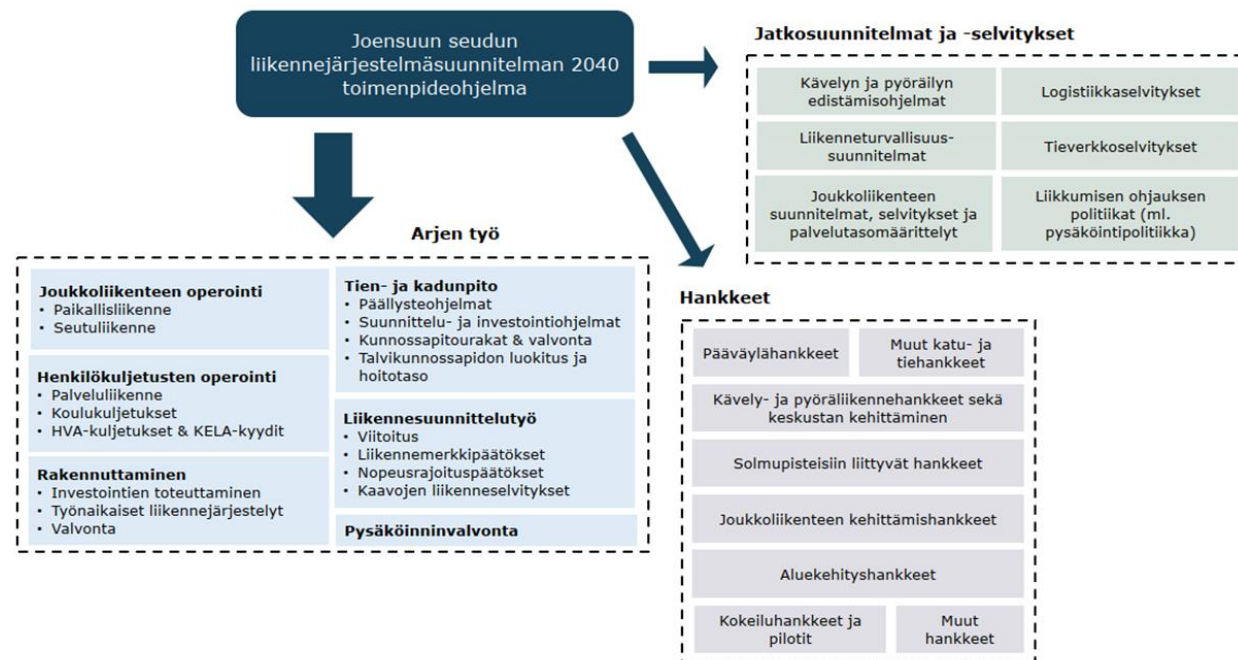 Joensuun seudun
liikennejärjestelmäsuunnitelman 2040
toimenpideohjelma
Jatkosuunnitelmat ja -selvitykset
Kävelyn ja pyöräilyn
edistämisohjelmat
Logistiikkaselvitykset
Liikenneturvallisuus-
suunnitelmat
Tieverkkoselvitykset
Joukkoliikenteen
suunnitelmat, selvitykset ja
palvelutasomäärittelyt
Liikkumisen ohjauksen
politiikat (ml.
pysäköintipolitiikka)
Arjen työ
Joukkoliikenteen operointi
• Paikallisliikenne
• Seutuliikenne
Henkilökuljetusten operointi
• Palveluliikenne
• Koulukuljetukset
• HVA-kuljetukset & KELA-kyydit
Rakennuttaminen
• Investointien toteuttaminen
• Työnaikaiset liikennejärjestelyt
• Valvonta
Tien- ja kadunpito
• Päällysteohjelmat
• Suunnittelu- ja investointiohjelmat
• Kunnossapitourakat & valvonta
• Talvikunnossapidon luokitus ja
hoitotaso
Liikennesuunnittelutyö
• Viitoitus
• Liikennemerkkipäätökset
• Nopeusrajoituspäätökset
• Kaavojen liikenneselvitykset
Pysäköinninvalvonta
Hankkeet
Pääväylähankkeet
Muut katu- ja
tiehankkeet
Kävely- ja pyöräliikennehankkeet sekä
keskustan kehittäminen
Solmupisteisiin liittyvät hankkeet
Joukkoliikenteen kehittämishankkeet
Aluekehityshankkeet
Kokeiluhankkeet ja
pilotit
Muut
hankkeet